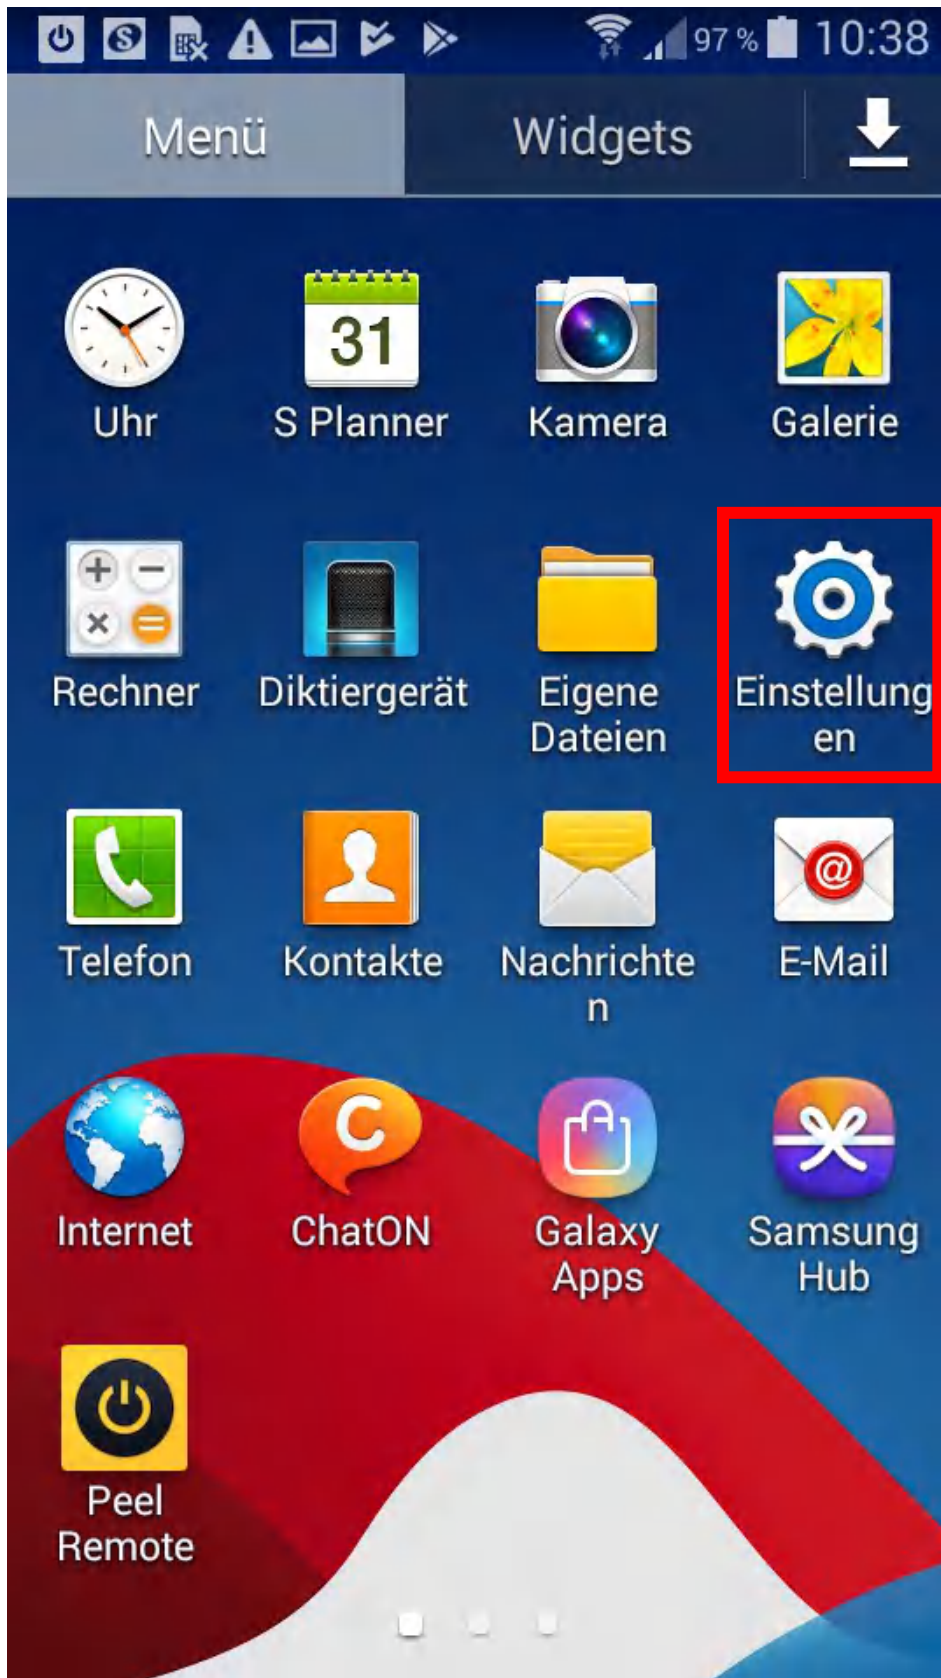 97 % 10:38
Menü Widgets
31
Uhr S Planner Kamera Galerie
Rechner Diktiergerät Eigene Einstellung
Dateien en
@
Telefon Kontakte Nachrichte E-Mail
n
C
Internet ChatON Galaxy Samsung
Apps Hub
Peel
Remote